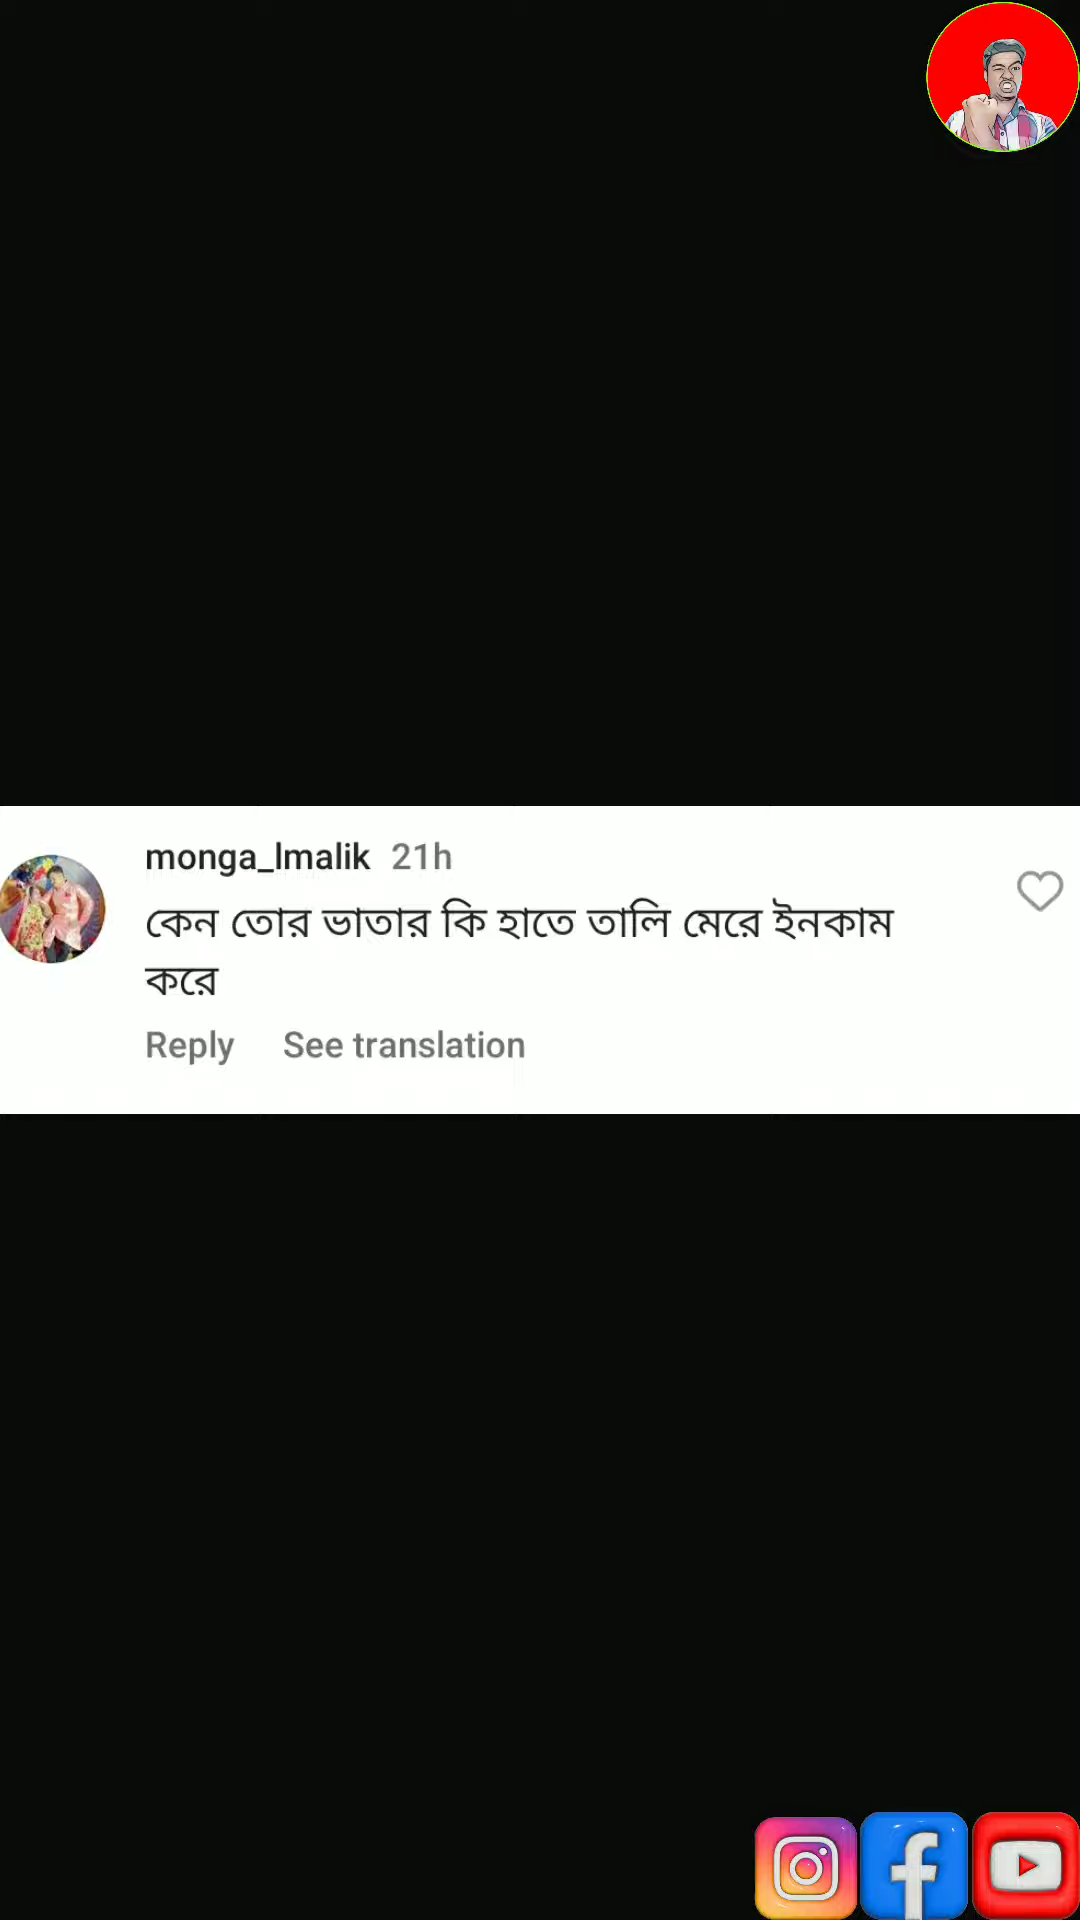 monga_lmalik 21h
কেন তোর ভাতার কি হাতে তালি মেরে ইনকাম
করে
Reply See translation